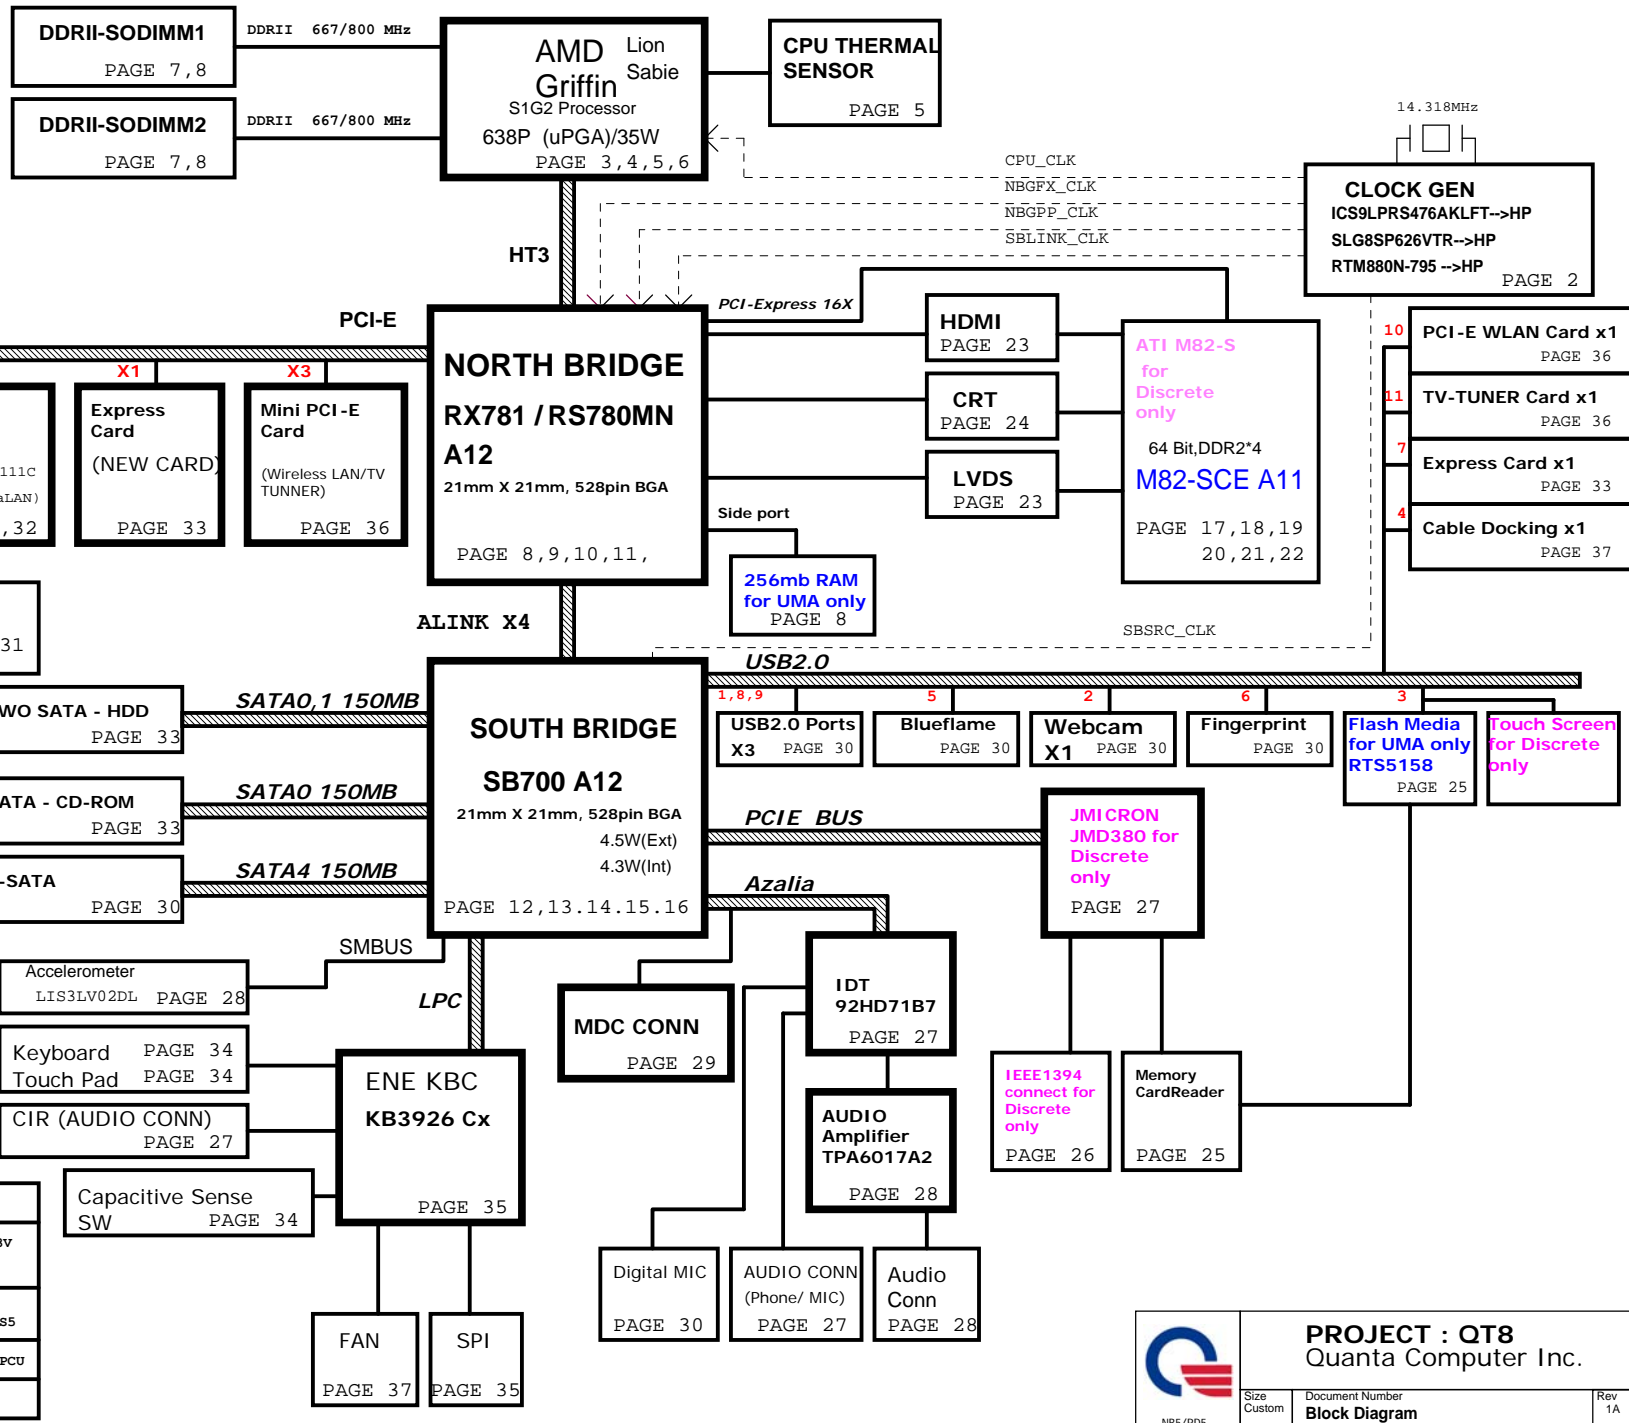 DDRII-SODIMM1
PAGE 7,8
DDRII 667/800 MHz
DDRII-SODIMM2
PAGE 7,8
DDRII 667/800 MHz
AMD Lion
Griffin Sabie
S1G2 Processor
638P (uPGA)/35W
PAGE 3,4,5,6
CPU THERMAL
SENSOR
PAGE 5
14.318MHz
CPU_CLK
NBGFX_CLK
NBGPP_CLK
SBLINK_CLK
CLOCK GEN
ICS9LPRS476AKLFT-->HP
SLG8SP626VTR-->HP
RTM880N-795 -->HP
PAGE 2
HT3
PCI-E
PCI-Express 16X
NORTH BRIDGE
RX781 / RS780MN
A12
21mm X 21mm, 528pin BGA
PAGE 8,9,10,11,
HDMI
PAGE 23
CRT
PAGE 24
LVDS
PAGE 23
ATI M82-S
for
Discrete
only
64 Bit,DDR2*4
M82-SCE A11
PAGE 17,18,19
20,21,22
10
PCI-E WLAN Card x1
PAGE 36
11
TV-TUNER Card x1
PAGE 36
7
Express Card x1
PAGE 33
4
Cable Docking x1
PAGE 37
X1
X3
111C
aLAN)
,32
Express
Card
(NEW CARD)
PAGE 33
Mini PCI-E
Card
(Wireless LAN/TV
TUNNER)
PAGE 36
Side port
256mb RAM
for UMA only
PAGE 8
ALINK X4
31
SBSRC_CLK
USB2.0
1,8,9
5
2
6
3
USB2.0 Ports
X3 PAGE 30
Blueflame
PAGE 30
Webcam
X1 PAGE 30
Fingerprint
PAGE 30
Flash Media
for UMA only
RTS5158
PAGE 25
Touch Screen
for Discrete
only
WO SATA - HDD
PAGE 33
SATA0,1 150MB
ATA - CD-ROM
PAGE 33
SATA0 150MB
-SATA
PAGE 30
SATA4 150MB
SOUTH BRIDGE
SB700 A12
21mm X 21mm, 528pin BGA
4.5W(Ext)
4.3W(Int)
PAGE 12,13.14.15.16
PCIE BUS
JMICRON
JMD380 for
Discrete
only
PAGE 27
Azalia
SMBUS
Accelerometer
LIS3LV02DL PAGE 28
LPC
Keyboard PAGE 34
Touch Pad PAGE 34
CIR (AUDIO CONN)
PAGE 27
Capacitive Sense
SW PAGE 34
ENE KBC
KB3926 Cx
PAGE 35
MDC CONN
PAGE 29
IDT
92HD71B7
PAGE 27
AUDIO
Amplifier
TPA6017A2
PAGE 28
IEEE1394
connect for
Discrete
only
PAGE 26
Memory
CardReader
PAGE 25
3V
S5
PCU
FAN
PAGE 37
SPI
PAGE 35
Digital MIC
PAGE 30
AUDIO CONN
(Phone/ MIC)
PAGE 27
Audio
Conn
PAGE 28
PROJECT : QT8
Quanta Computer Inc.
Size
Custom
Document Number
Block Diagram
Rev
1A